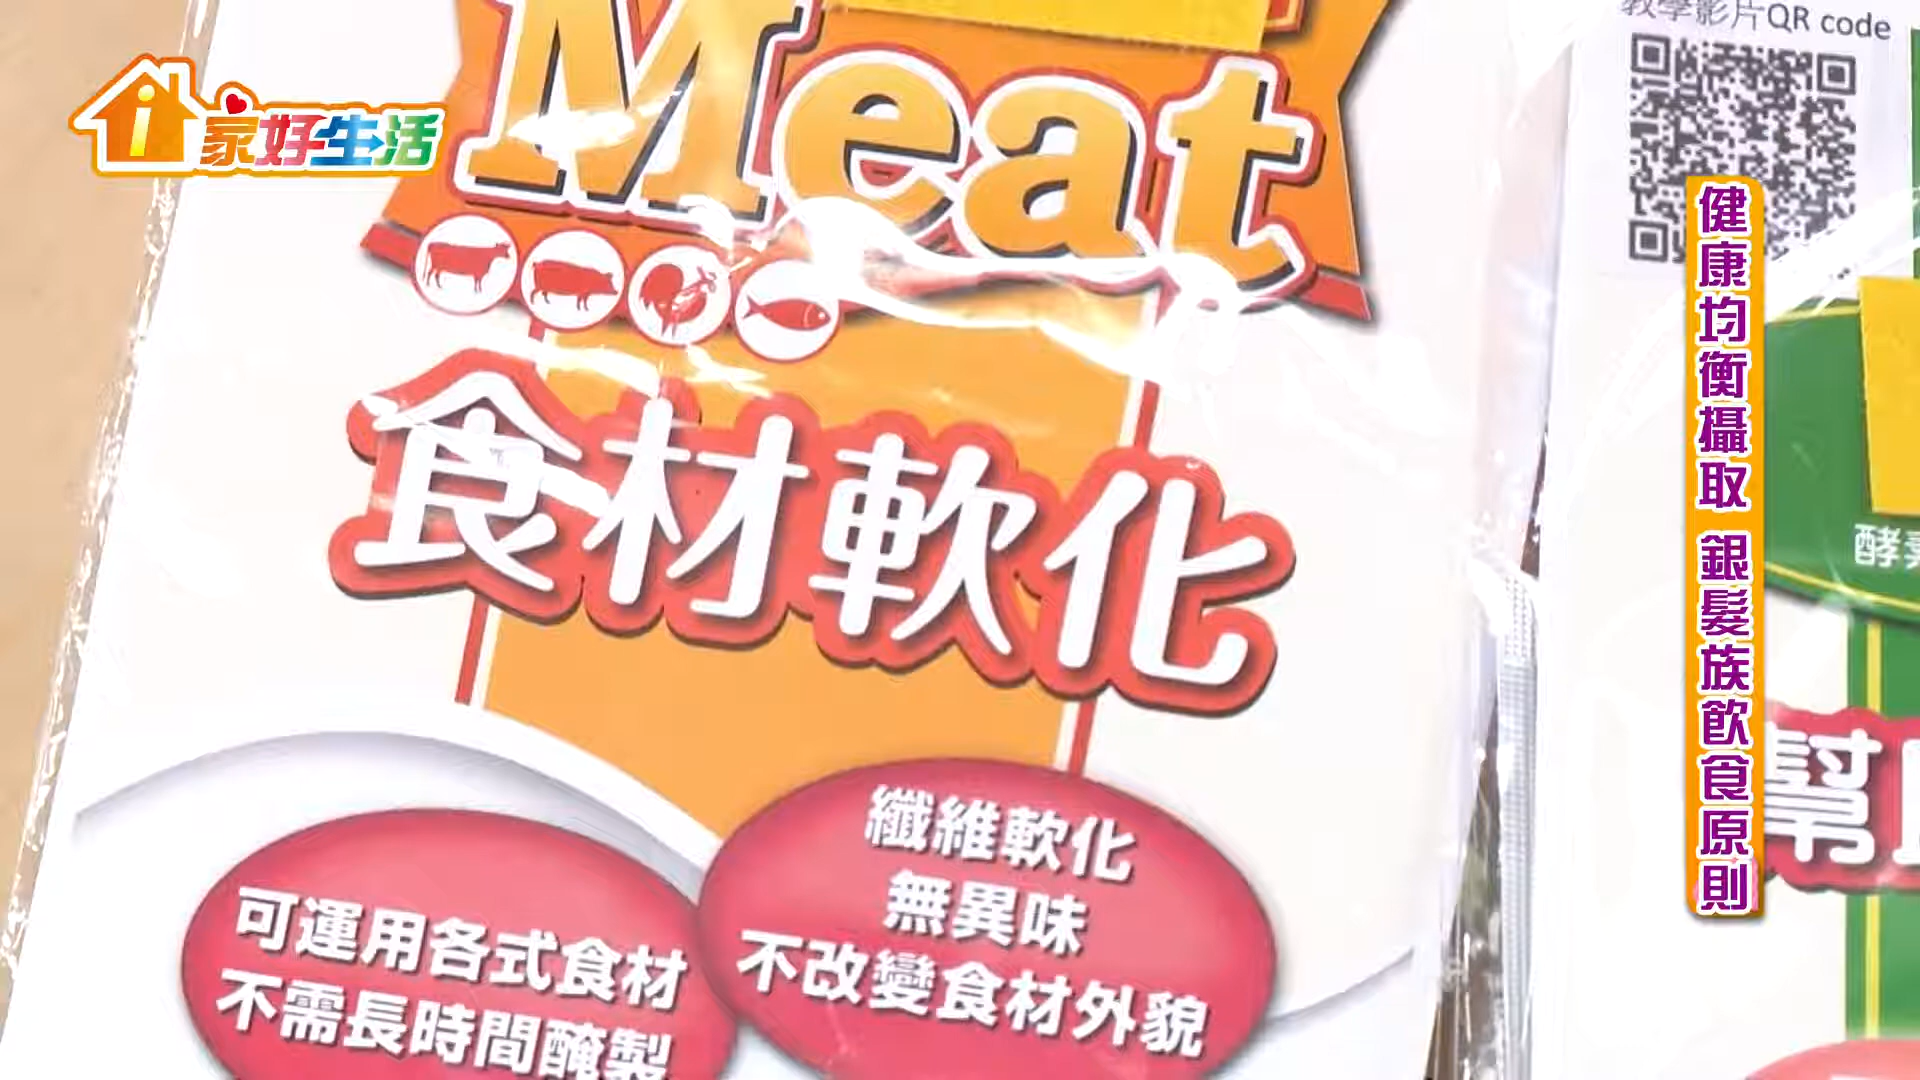 i家好生活
Meat
食材軟化
纖維軟化
無異味
不改變食材外貌
可運用各式食材
不需長時間醃製
教學影片QR code
健康均衡攝取 銀髮族飲食原則
酵
幫